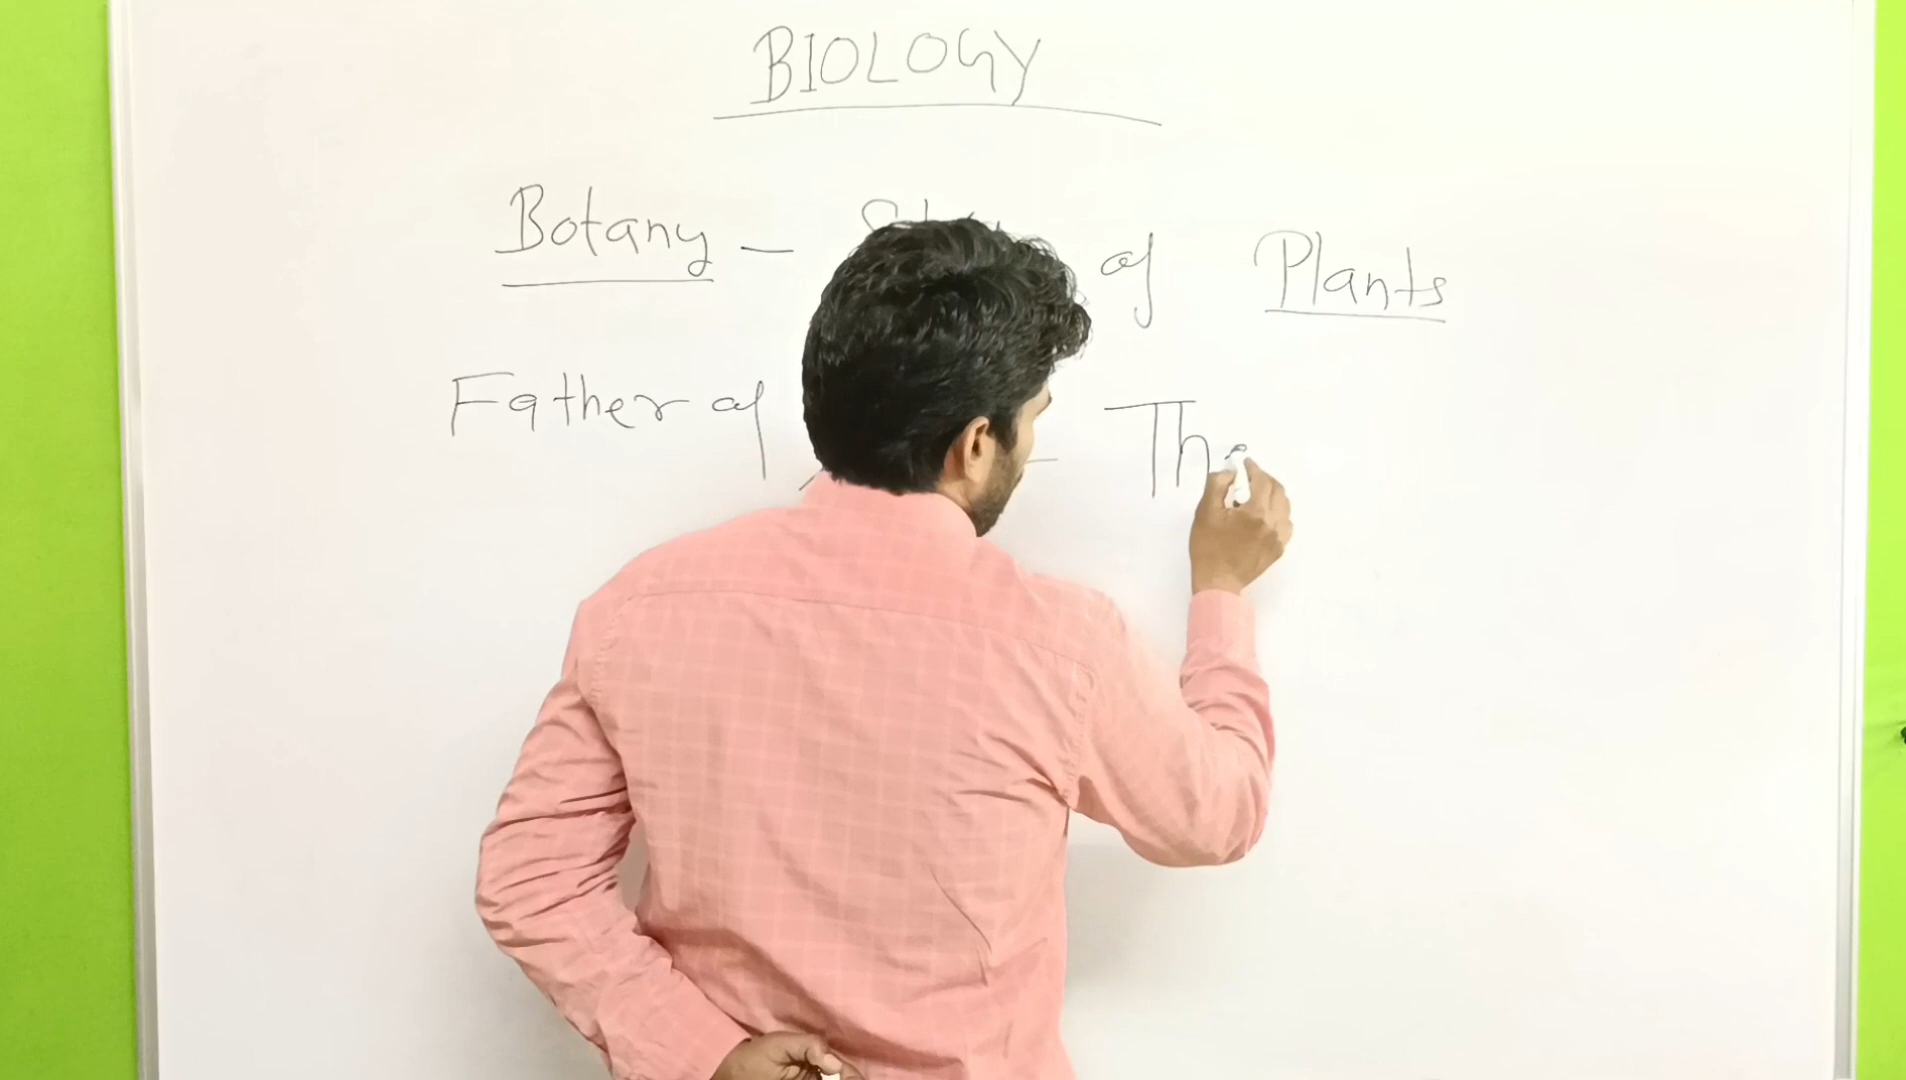 BIOLOGY
Botany - of Plants
Father of - Th